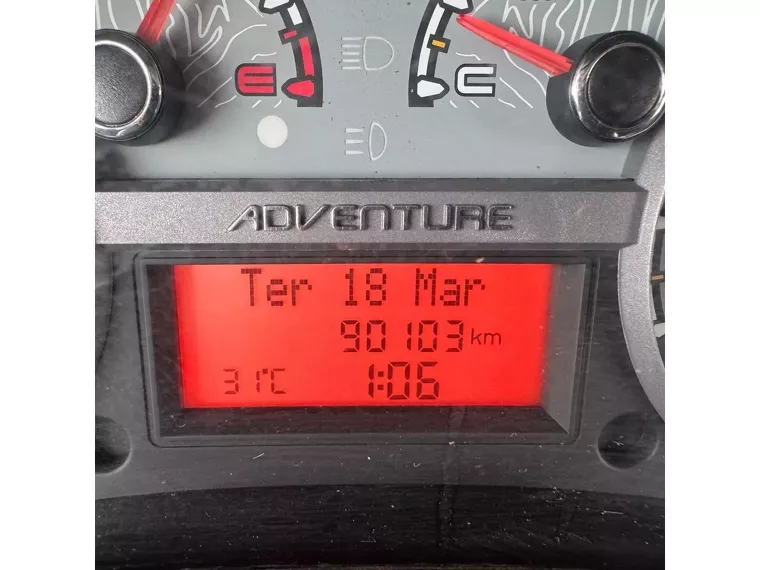 E C
ADVENTURE
Ter 18 Mar
90103 km
31°C 1:06